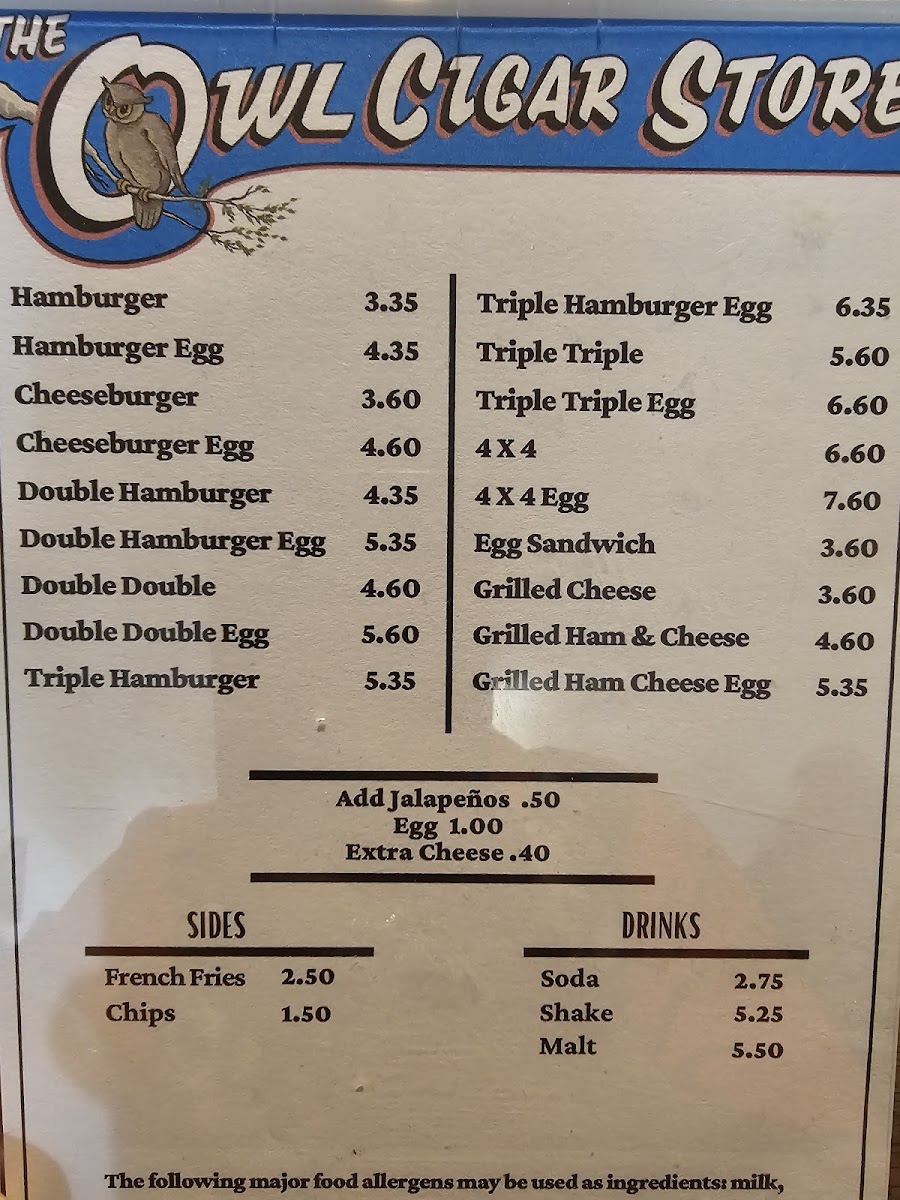 THE
OWL CIGAR STORE
Hamburger 3.35
Hamburger Egg 4.35
Cheeseburger 3.60
Cheeseburger Egg 4.60
Double Hamburger 4.35
Double Hamburger Egg 5.35
Double Double 4.60
Double Double Egg 5.60
Triple Hamburger 5.35
Triple Hamburger Egg 6.35
Triple Triple 5.60
Triple Triple Egg 6.60
4 X 4 6.60
4 X 4 Egg 7.60
Egg Sandwich 3.60
Grilled Cheese 3.60
Grilled Ham & Cheese 4.60
Grilled Ham Cheese Egg 5.35
Add Jalapeños .50
Egg 1.00
Extra Cheese .40
SIDES
French Fries 2.50
Chips 1.50
DRINKS
Soda 2.75
Shake 5.25
Malt 5.50
The following major food allergens may be used as ingredients: milk,